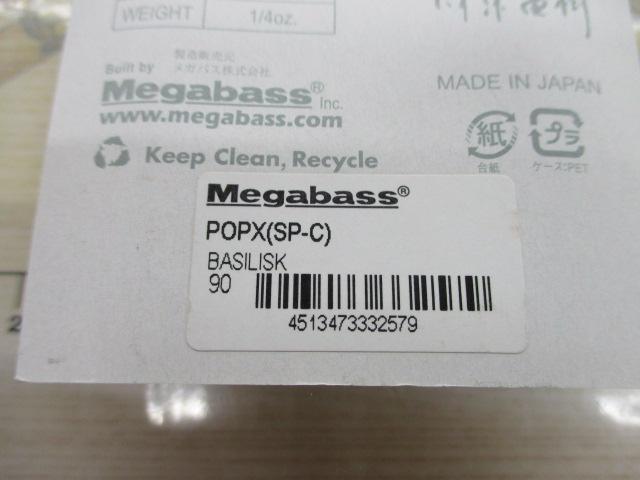 WEIGHT 1/4oz.
製造販売元
Built by メガバス株式会社
Megabass® Inc.
www.megabass.com
MADE IN JAPAN
紙 プラ
台紙 ケース:PET
Keep Clean, Recycle
Megabass®
POPX(SP-C)
BASILISK
90
4513473332579
2